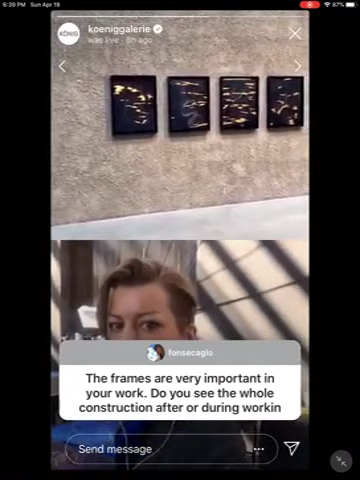 6:39 PM Sun Apr 19
87%
KÖNIG
koeniggalerie
was live · 8h ago
fonsecaglo
The frames are very important in
your work. Do you see the whole
construction after or during workin
Send message